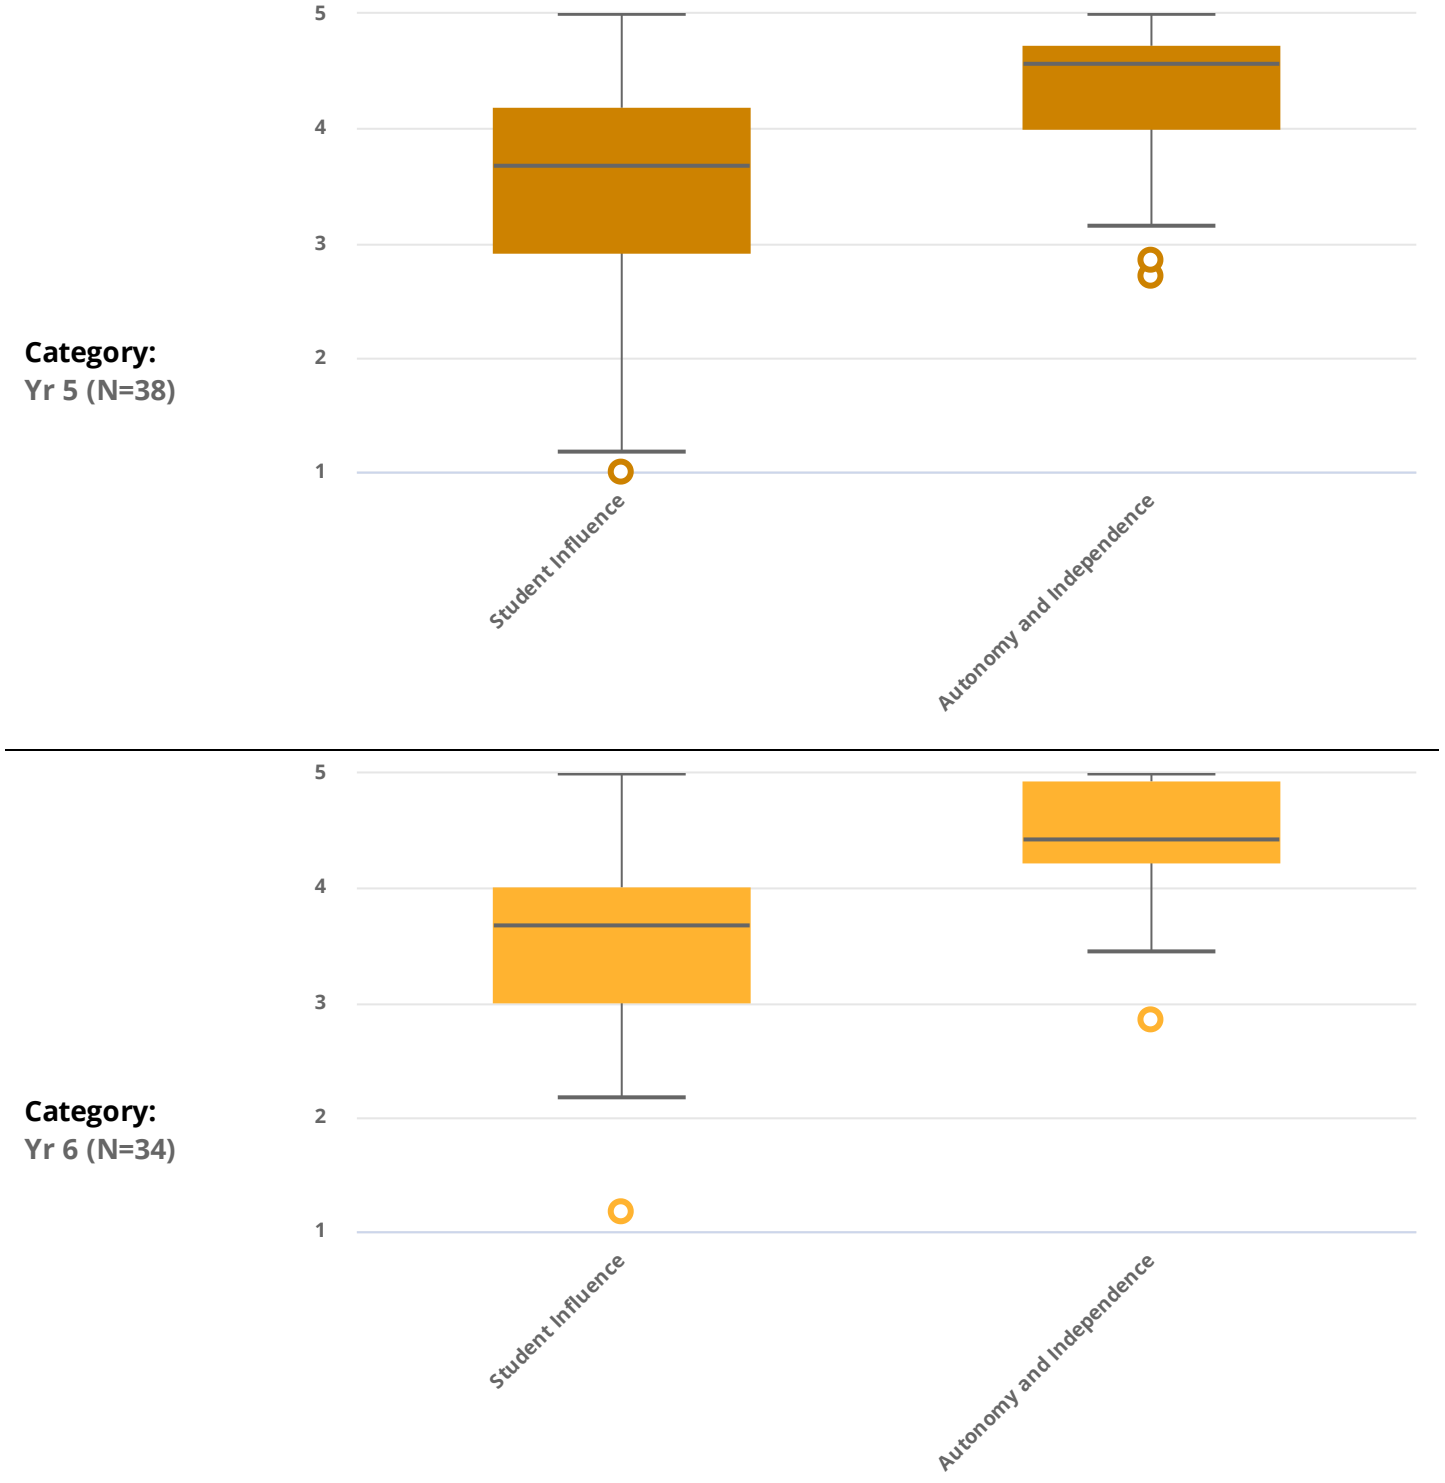 5
4
3
2
1
Category:
Yr 5 (N=38)
Student Influence
Autonomy and Independence
5
4
3
2
1
Category:
Yr 6 (N=34)
Student Influence
Autonomy and Independence